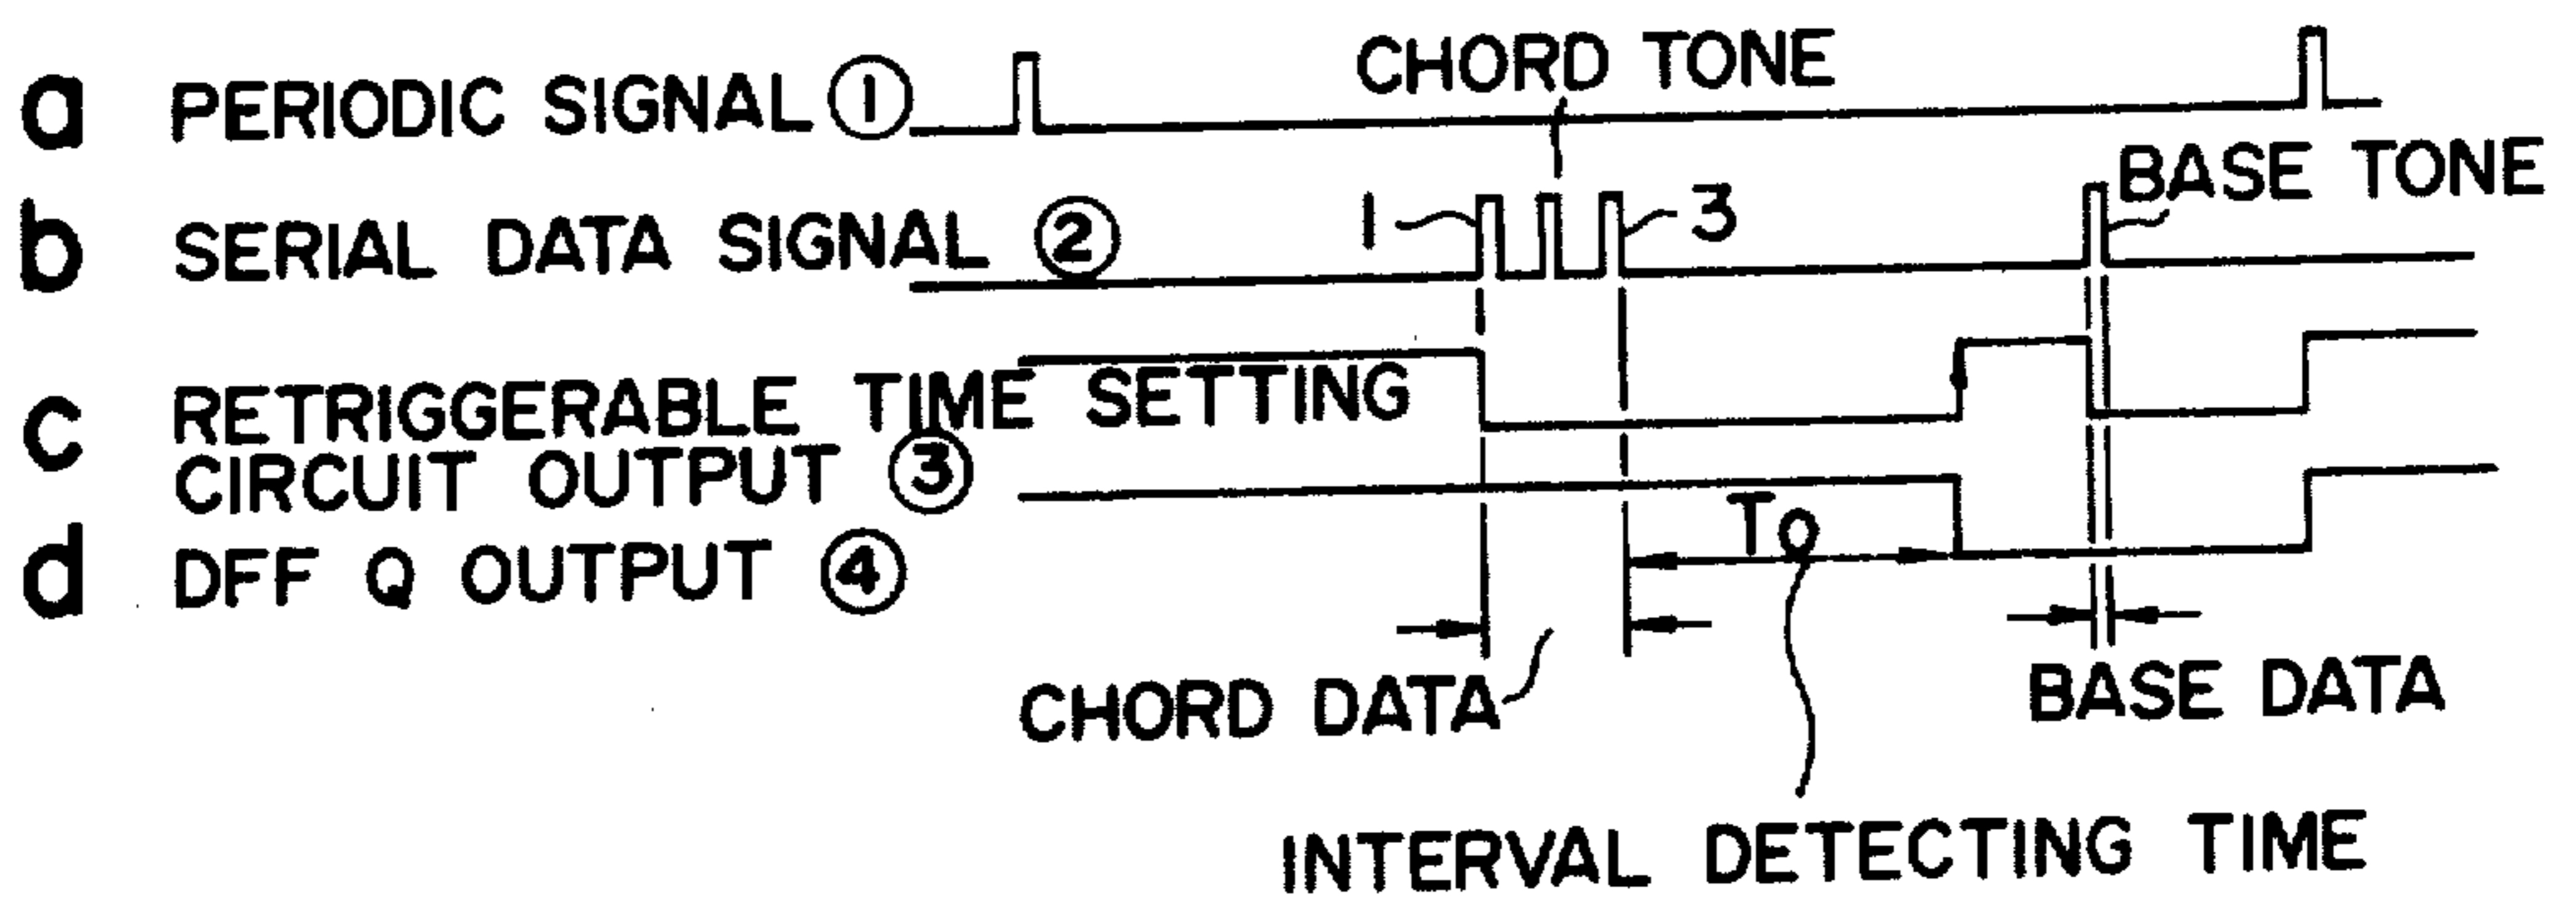 CHORD TONE
a PERIODIC SIGNAL ①
BASE TONE
b SERIAL DATA SIGNAL ②
1
3
c RETRIGGERABLE TIME SETTING
CIRCUIT OUTPUT ③
d DFF Q OUTPUT ④
TO
CHORD DATA
BASE DATA
INTERVAL DETECTING TIME